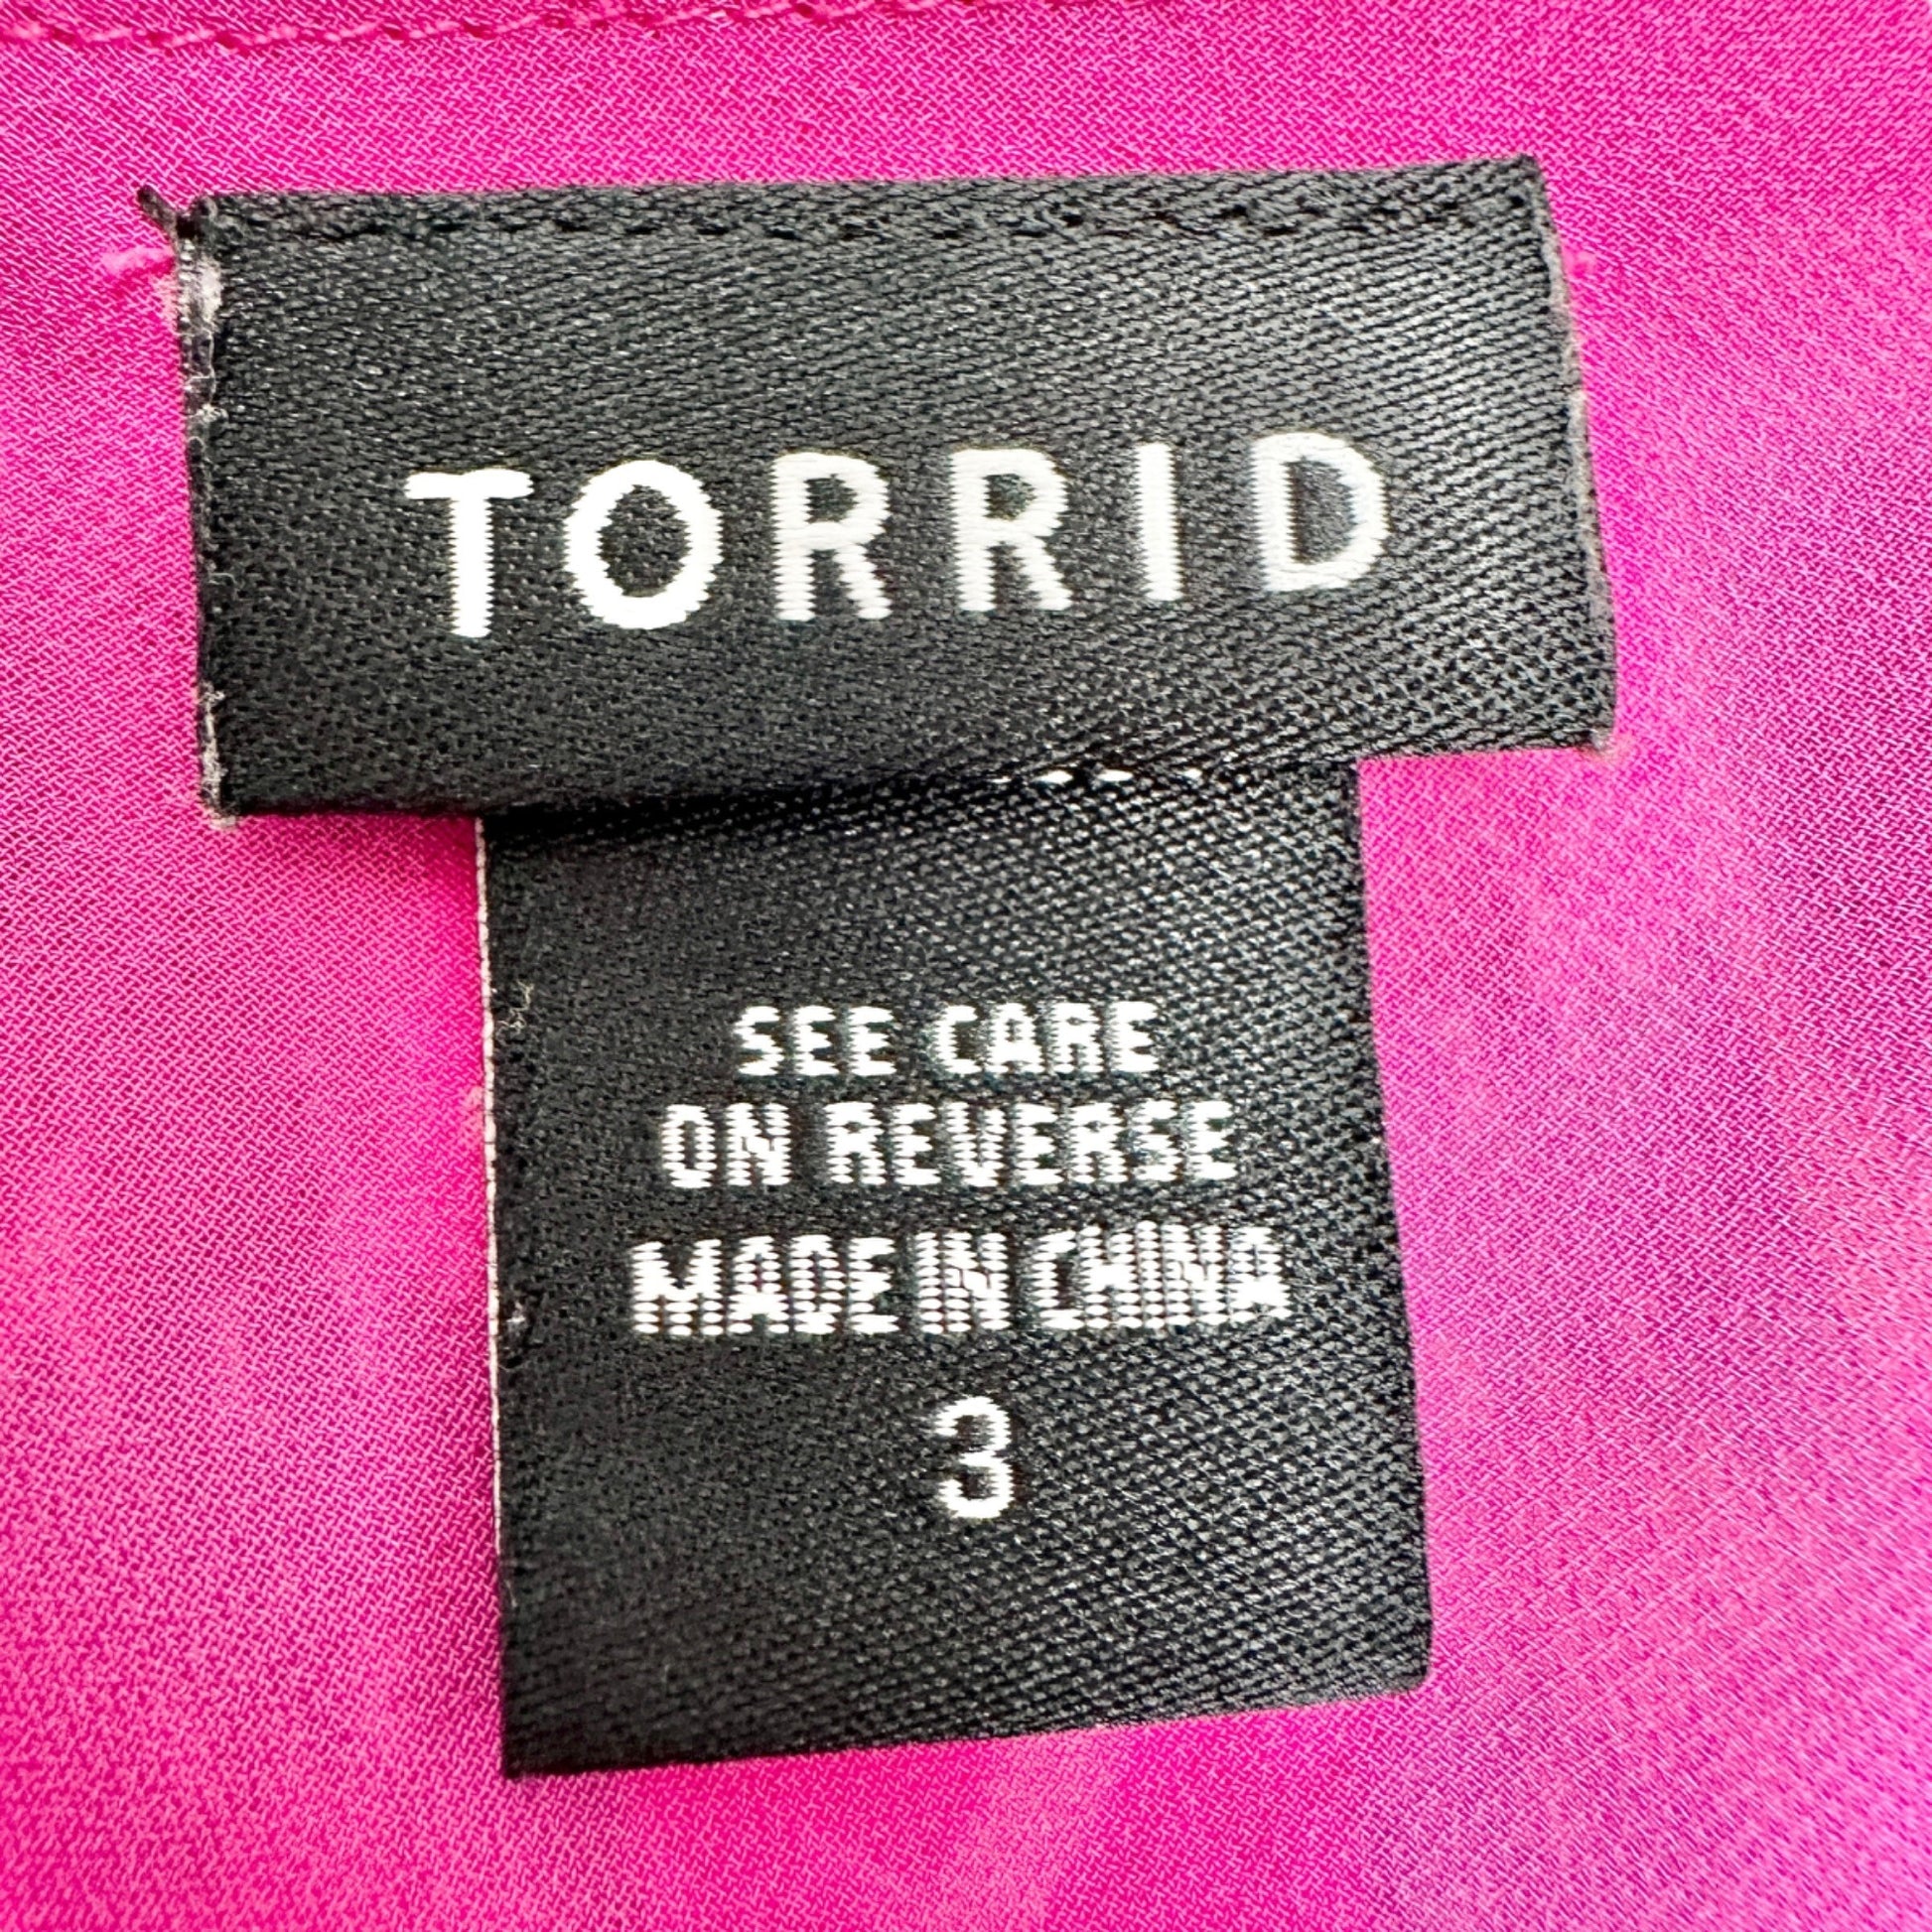 TORRID
SEE CARE
ON REVERSE
MADE IN CHINA
3